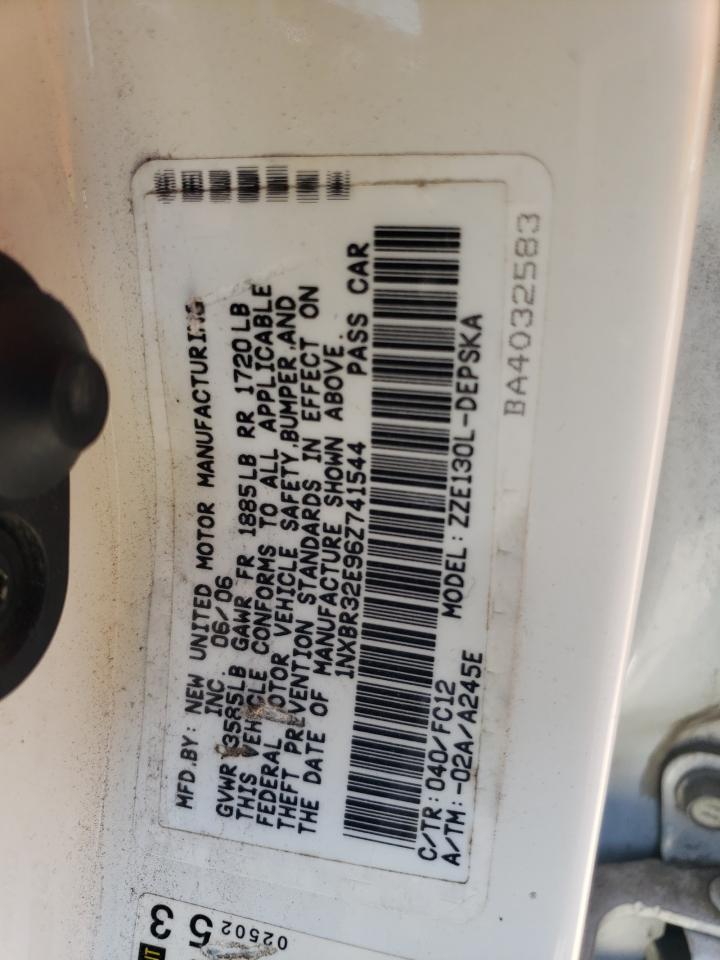 MFD.BY: NEW UNITED MOTOR MANUFACTURING
INC. 06/06
GVWR 3585LB GAWR FR 1885LB RR 1720LB
THIS VEHICLE CONFORMS TO ALL APPLICABLE
FEDERAL MOTOR VEHICLE SAFETY,BUMPER,AND
THEFT PREVENTION STANDARDS IN EFFECT ON
THE DATE OF MANUFACTURE SHOWN ABOVE.
1NXBR32E96Z741544 PASS CAR
C/TR: 040/FC12 MODEL: ZZE130L-DEPSKA
A/TM: -02A/A245E
BA4032583
3
5
02502